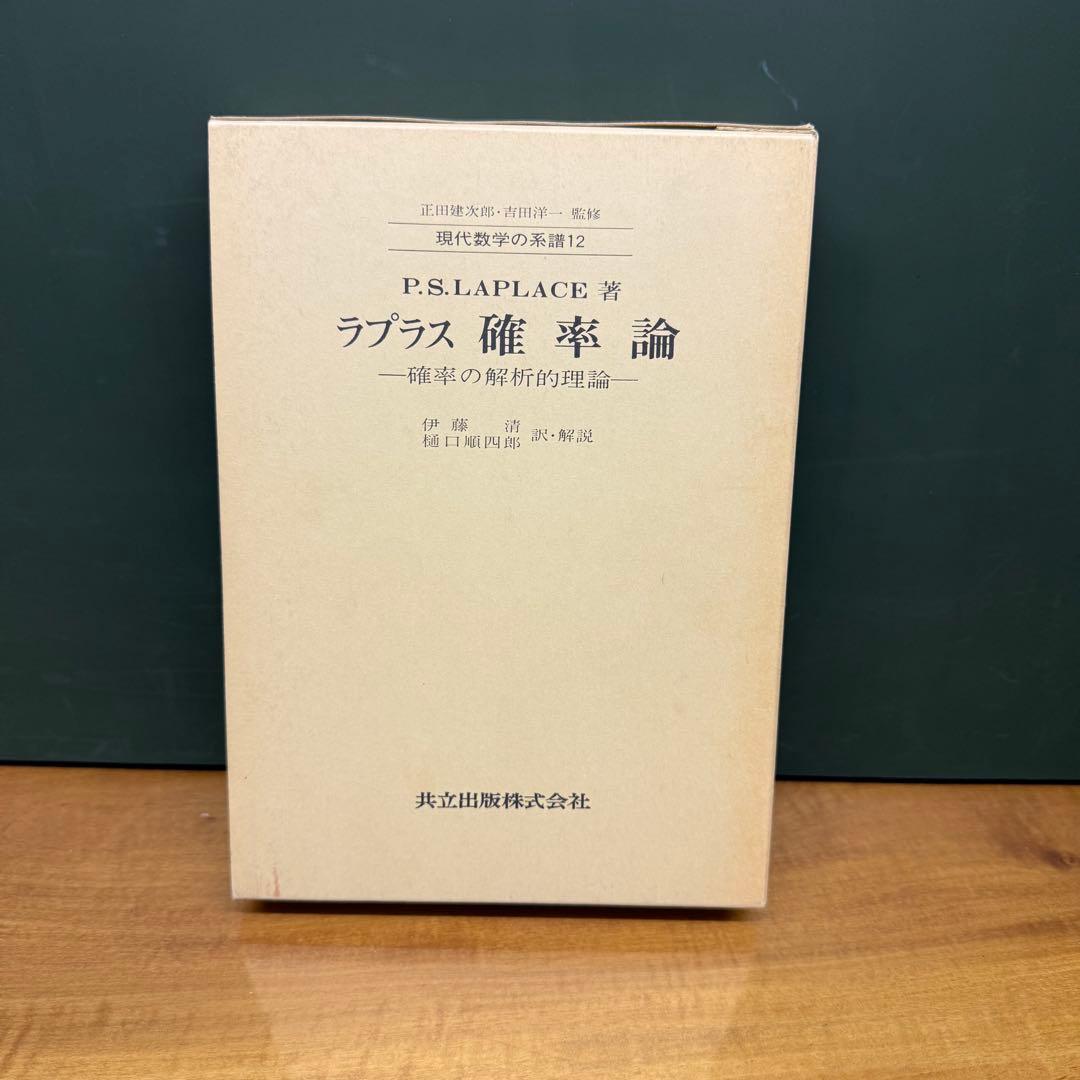 正田建次郎・吉田洋一 監修
現代数学の系譜12
P.S.LAPLACE 著
ラプラス 確率論
—確率の解析的理論—
伊藤 清
樋口順四郎 訳・解説
共立出版株式会社